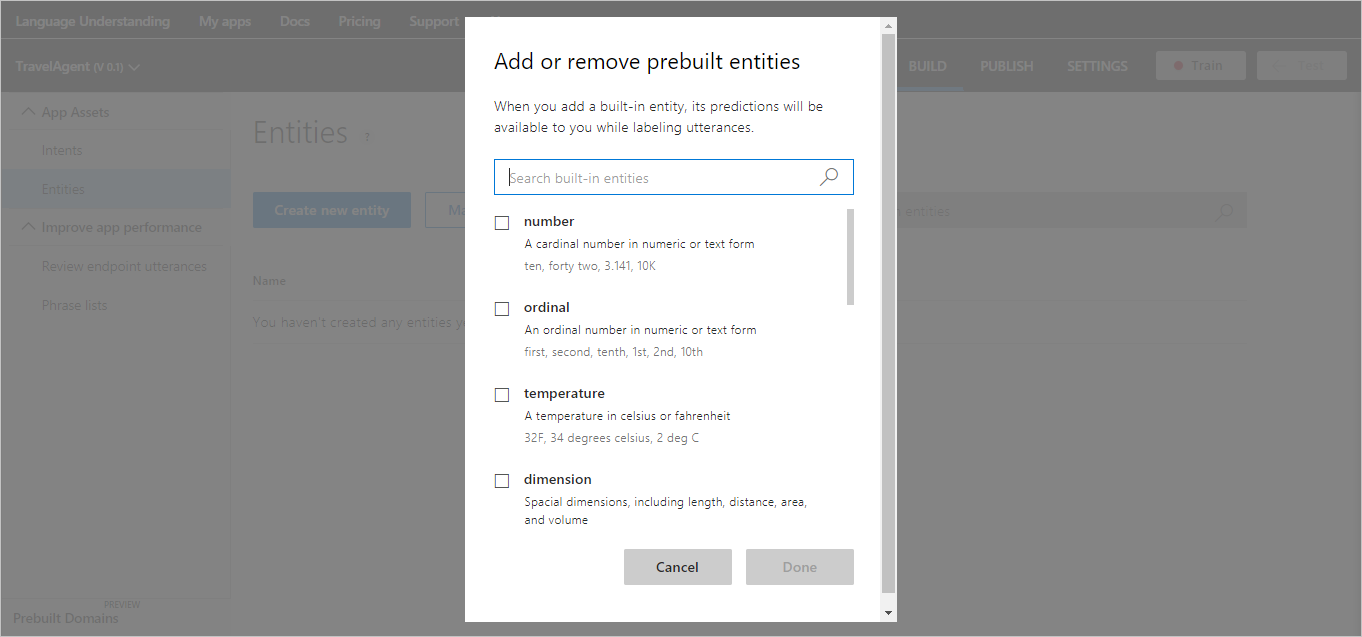 Language Understanding My apps Docs Pricing Support
TravelAgent (V 0.1) BUILD PUBLISH SETTINGS Train Test
App Assets
Intents
Entities
Improve app performance
Review endpoint utterances
Phrase lists
PREVIEW
Prebuilt Domains
Entities ?
Create new entity
entities
Name
You haven't created any entities
Add or remove prebuilt entities
When you add a built-in entity, its predictions will be
available to you while labeling utterances.
Search built-in entities
number
A cardinal number in numeric or text form
ten, forty two, 3.141, 10K
ordinal
An ordinal number in numeric or text form
first, second, tenth, 1st, 2nd, 10th
temperature
A temperature in celsius or fahrenheit
32F, 34 degrees celsius, 2 deg C
dimension
Spacial dimensions, including length, distance, area,
and volume
Cancel Done